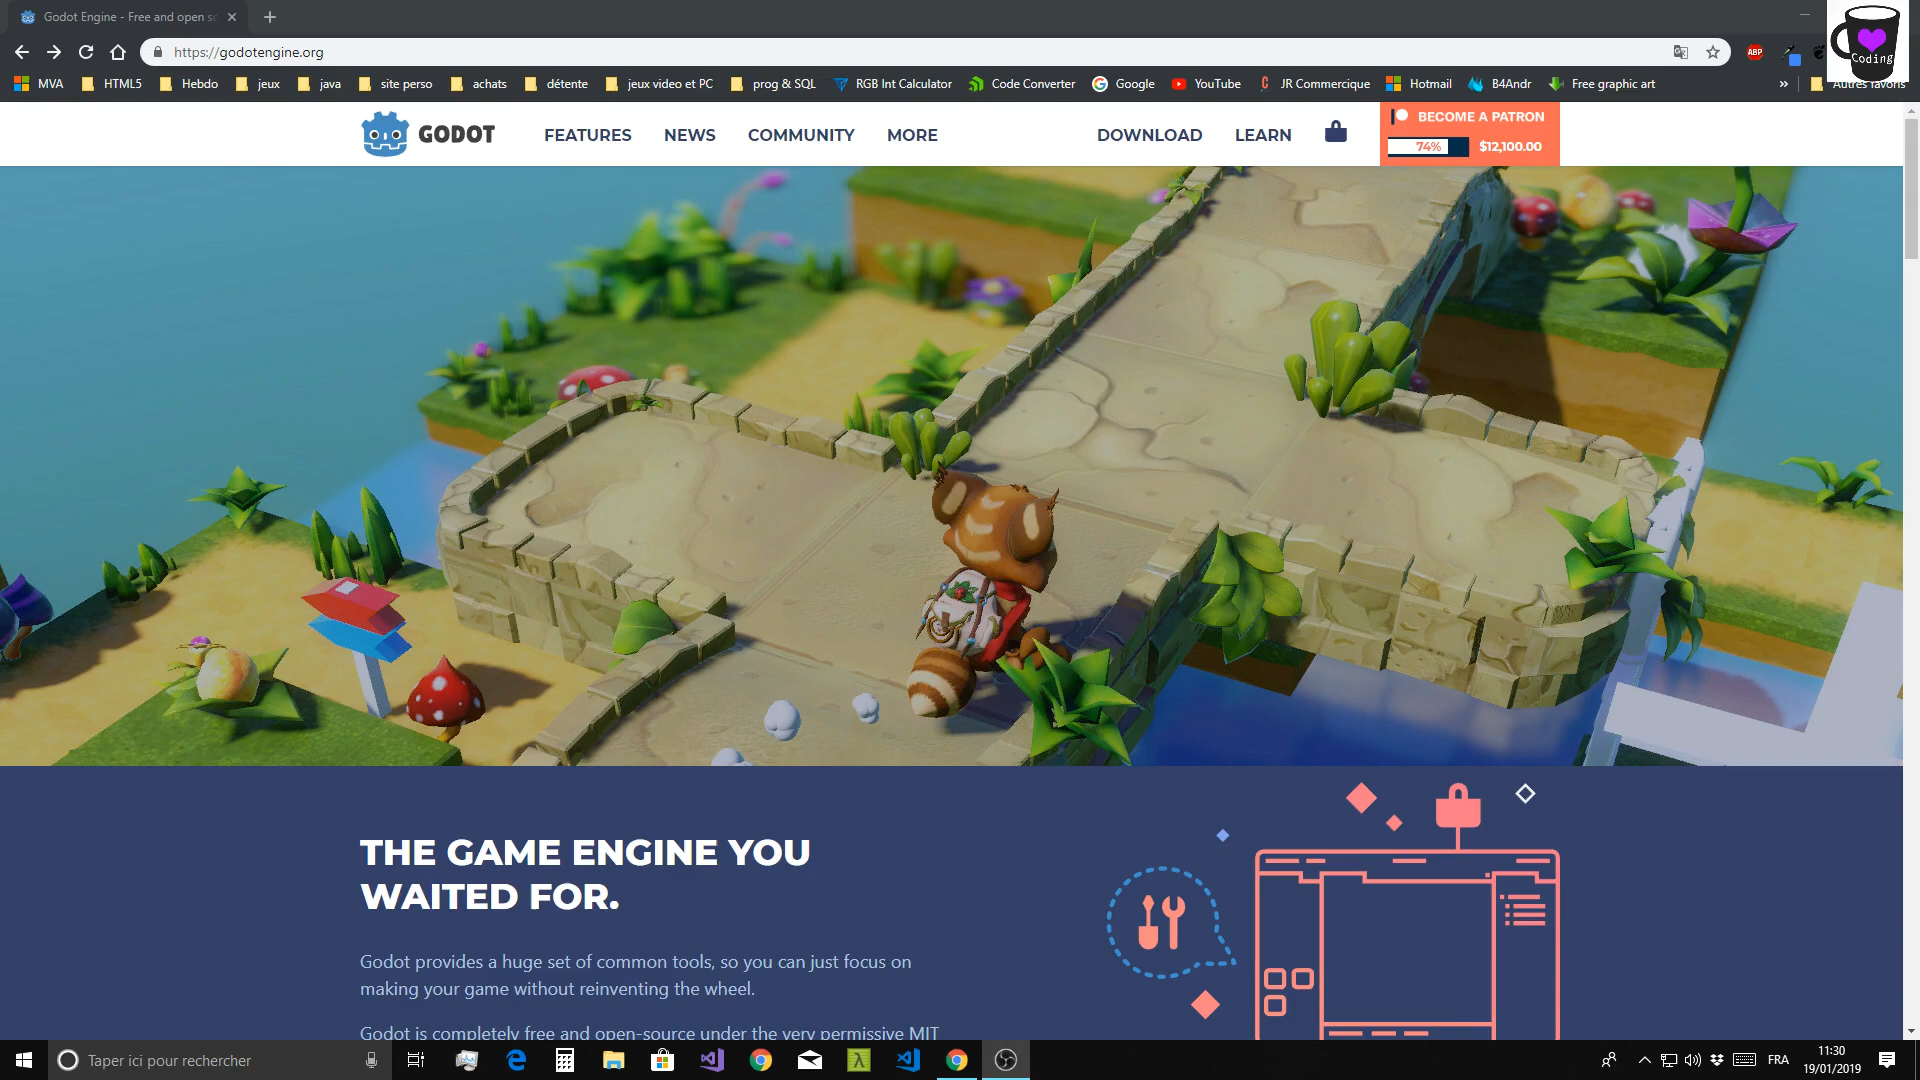 Godot Engine - Free and open s
https://godotengine.org
MVA HTML5 Hebdo jeux java site perso achats détente jeux video et PC prog & SQL RGB Int Calculator Code Converter Google YouTube JR Commercique Hotmail B4Andr Free graphic art » Autres favoris
ABP
Coding
GODOT FEATURES NEWS COMMUNITY MORE DOWNLOAD LEARN BECOME A PATRON
74% $12,100.00
THE GAME ENGINE YOU
WAITED FOR.
Godot provides a huge set of common tools, so you can just focus on
making your game without reinventing the wheel.
Godot is completely free and open-source under the very permissive MIT
Taper ici pour rechercher
FRA
11:30
19/01/2019